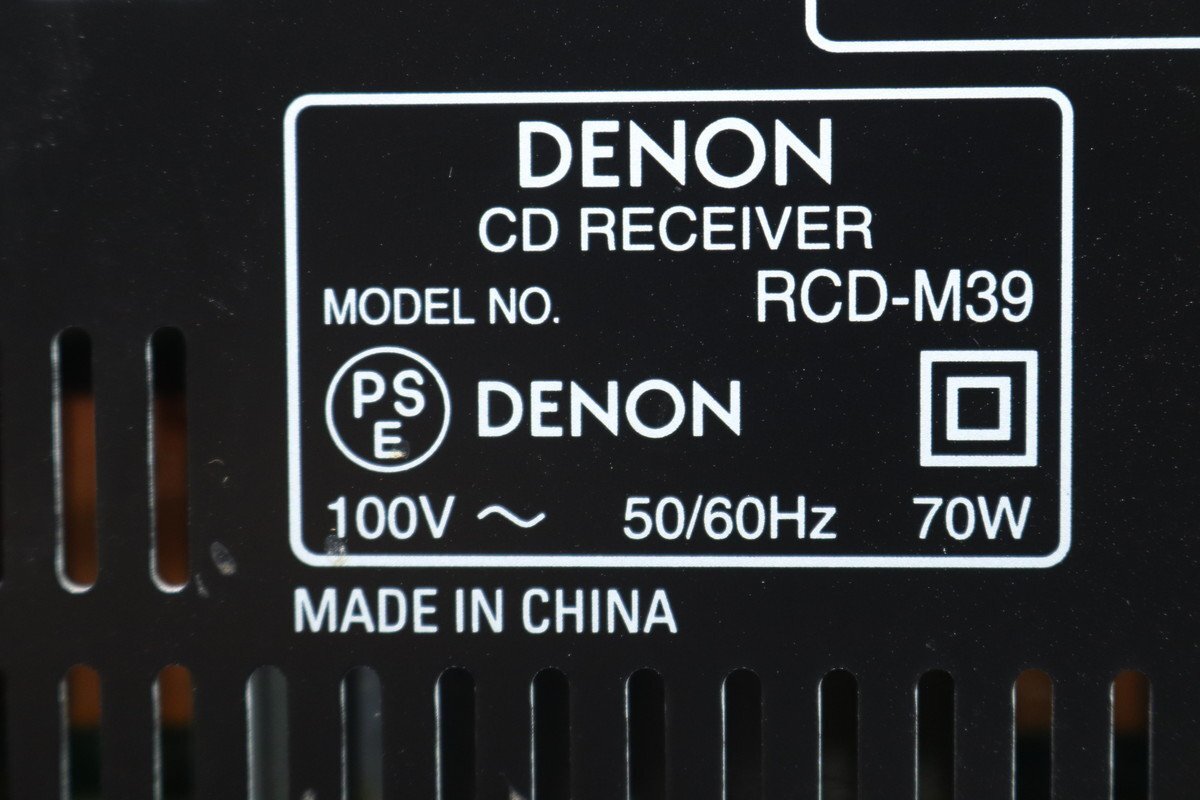 DENON
CD RECEIVER
MODEL NO. RCD-M39
PSE DENON
100V ~ 50/60Hz 70W
MADE IN CHINA